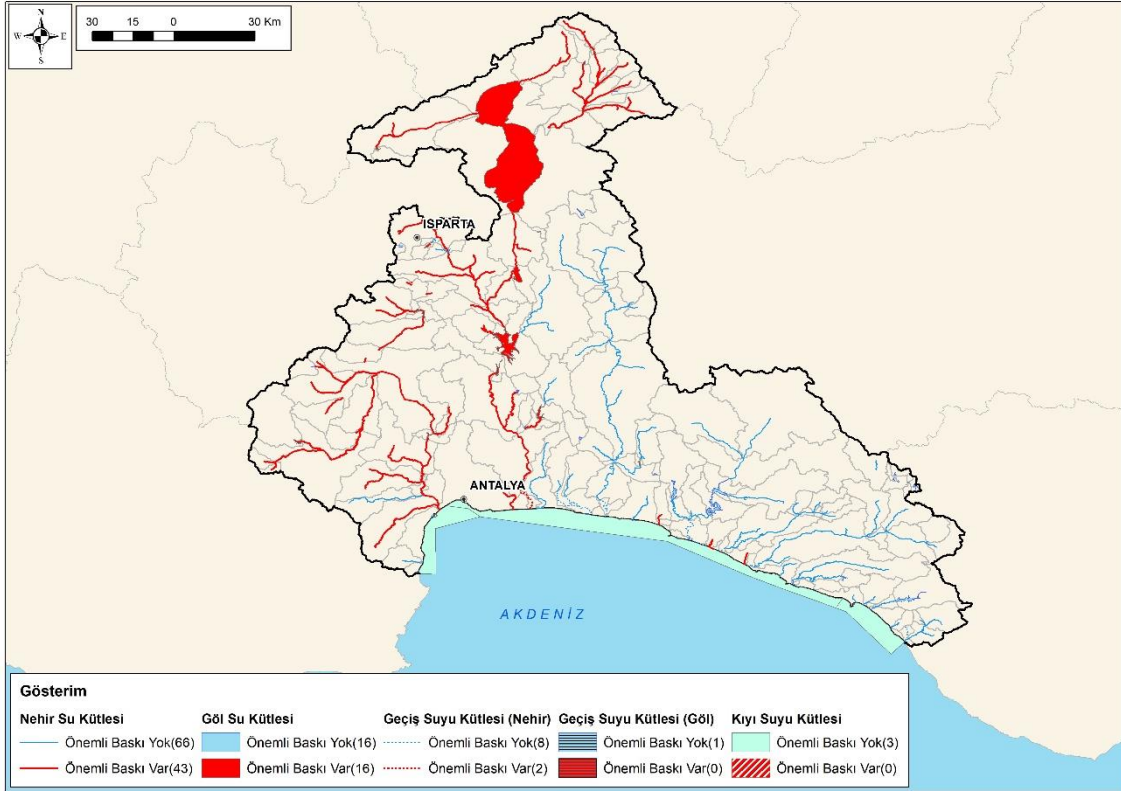 N
W E
S
30 15 0 30 Km
ISPARTA
ANTALYA
AKDENİZ
Gösterim
Nehir Su Kütlesi Göl Su Kütlesi Geçiş Suyu Kütlesi (Nehir) Geçiş Suyu Kütlesi (Göl) Kıyı Suyu Kütlesi
Önemli Baskı Yok(66) Önemli Baskı Yok(16) Önemli Baskı Yok(8) Önemli Baskı Yok(1) Önemli Baskı Yok(3)
Önemli Baskı Var(43) Önemli Baskı Var(16) Önemli Baskı Var(2) Önemli Baskı Var(0) Önemli Baskı Var(0)